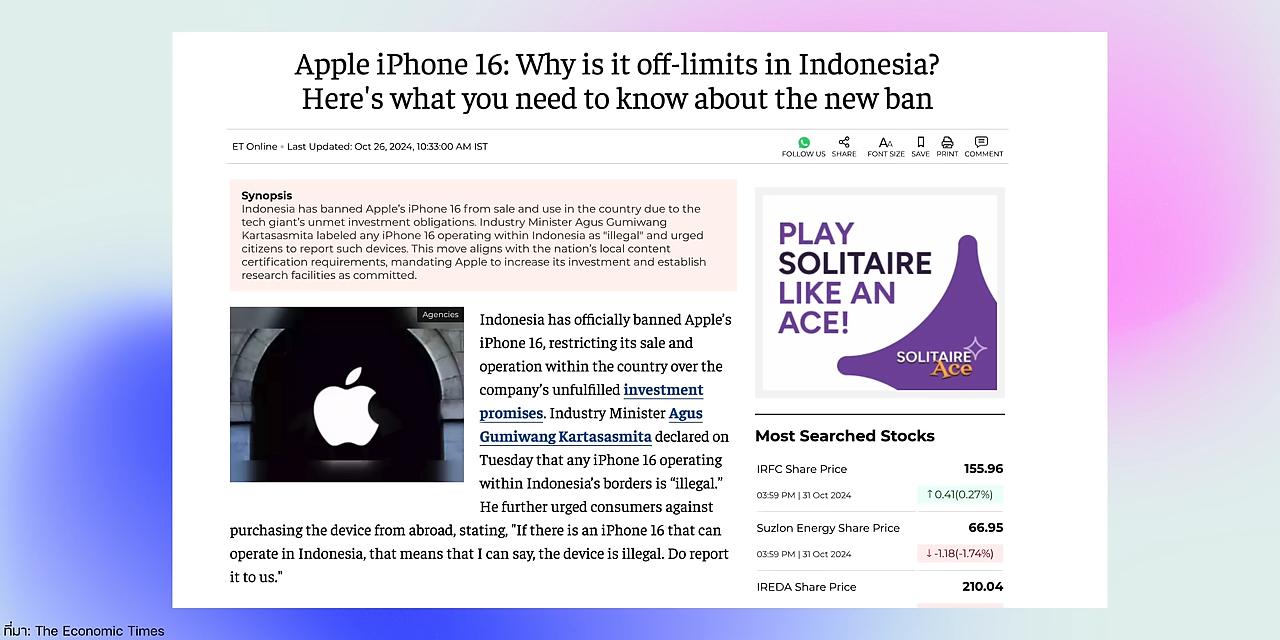 Apple iPhone 16: Why is it off-limits in Indonesia?
Here's what you need to know about the new ban
ET Online • Last Updated: Oct 26, 2024, 10:33:00 AM IST
FOLLOW US SHARE FONT SIZE SAVE PRINT COMMENT
Synopsis
Indonesia has banned Apple’s iPhone 16 from sale and use in the country due to the
tech giant’s unmet investment obligations. Industry Minister Agus Gumiwang
Kartasasmita labeled any iPhone 16 operating within Indonesia as "illegal" and urged
citizens to report such devices. This move aligns with the nation’s local content
certification requirements, mandating Apple to increase its investment and establish
research facilities as committed.
Agencies
Indonesia has officially banned Apple’s
iPhone 16, restricting its sale and
operation within the country over the
company’s unfulfilled investment
promises. Industry Minister Agus
Gumiwang Kartasasmita declared on
Tuesday that any iPhone 16 operating
within Indonesia’s borders is “illegal.”
He further urged consumers against
purchasing the device from abroad, stating, "If there is an iPhone 16 that can
operate in Indonesia, that means that I can say, the device is illegal. Do report
it to us."
PLAY
SOLITAIRE
LIKE AN
ACE!
SOLITAIRE
Ace
Most Searched Stocks
IRFC Share Price 155.96
03:59 PM | 31 Oct 2024 ↑0.41(0.27%)
Suzlon Energy Share Price 66.95
03:59 PM | 31 Oct 2024 ↓-1.18(-1.74%)
IREDA Share Price 210.04
ที่มา: The Economic Times